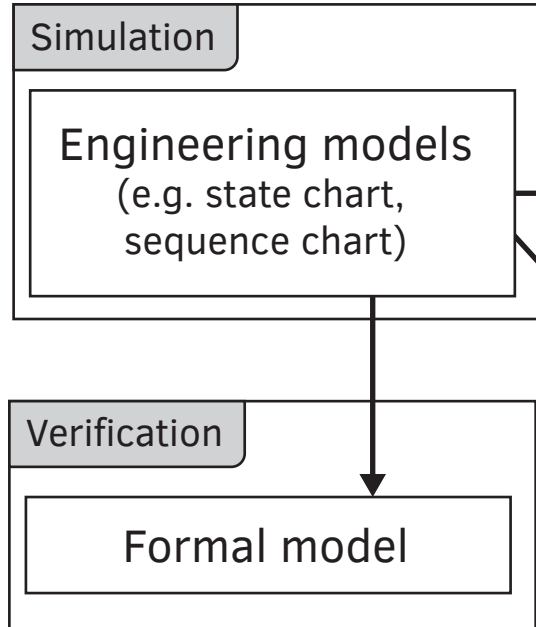 Simulation
Engineering models
(e.g. state chart,
sequence chart)
Verification
Formal model